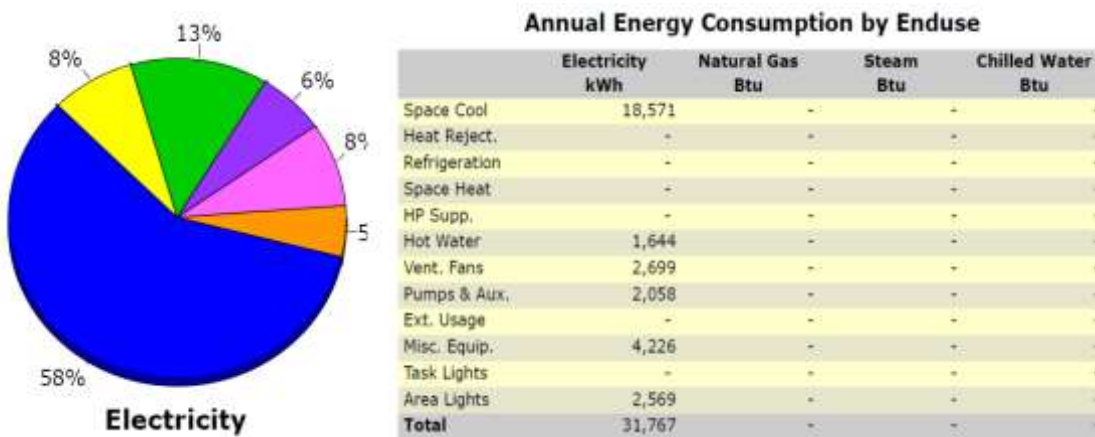 13%
8%
6%
8%
5
58%
Electricity
Annual Energy Consumption by Enduse
Electricity Natural Gas Steam Chilled Water
kWh Btu Btu Btu
Space Cool 18,571 - - -
Heat Reject. - - - -
Refrigeration - - - -
Space Heat - - - -
HP Supp. - - - -
Hot Water 1,644 - - -
Vent. Fans 2,699 - - -
Pumps & Aux. 2,058 - - -
Ext. Usage - - - -
Misc. Equip. 4,226 - - -
Task Lights - - - -
Area Lights 2,569 - - -
Total 31,767 - - -